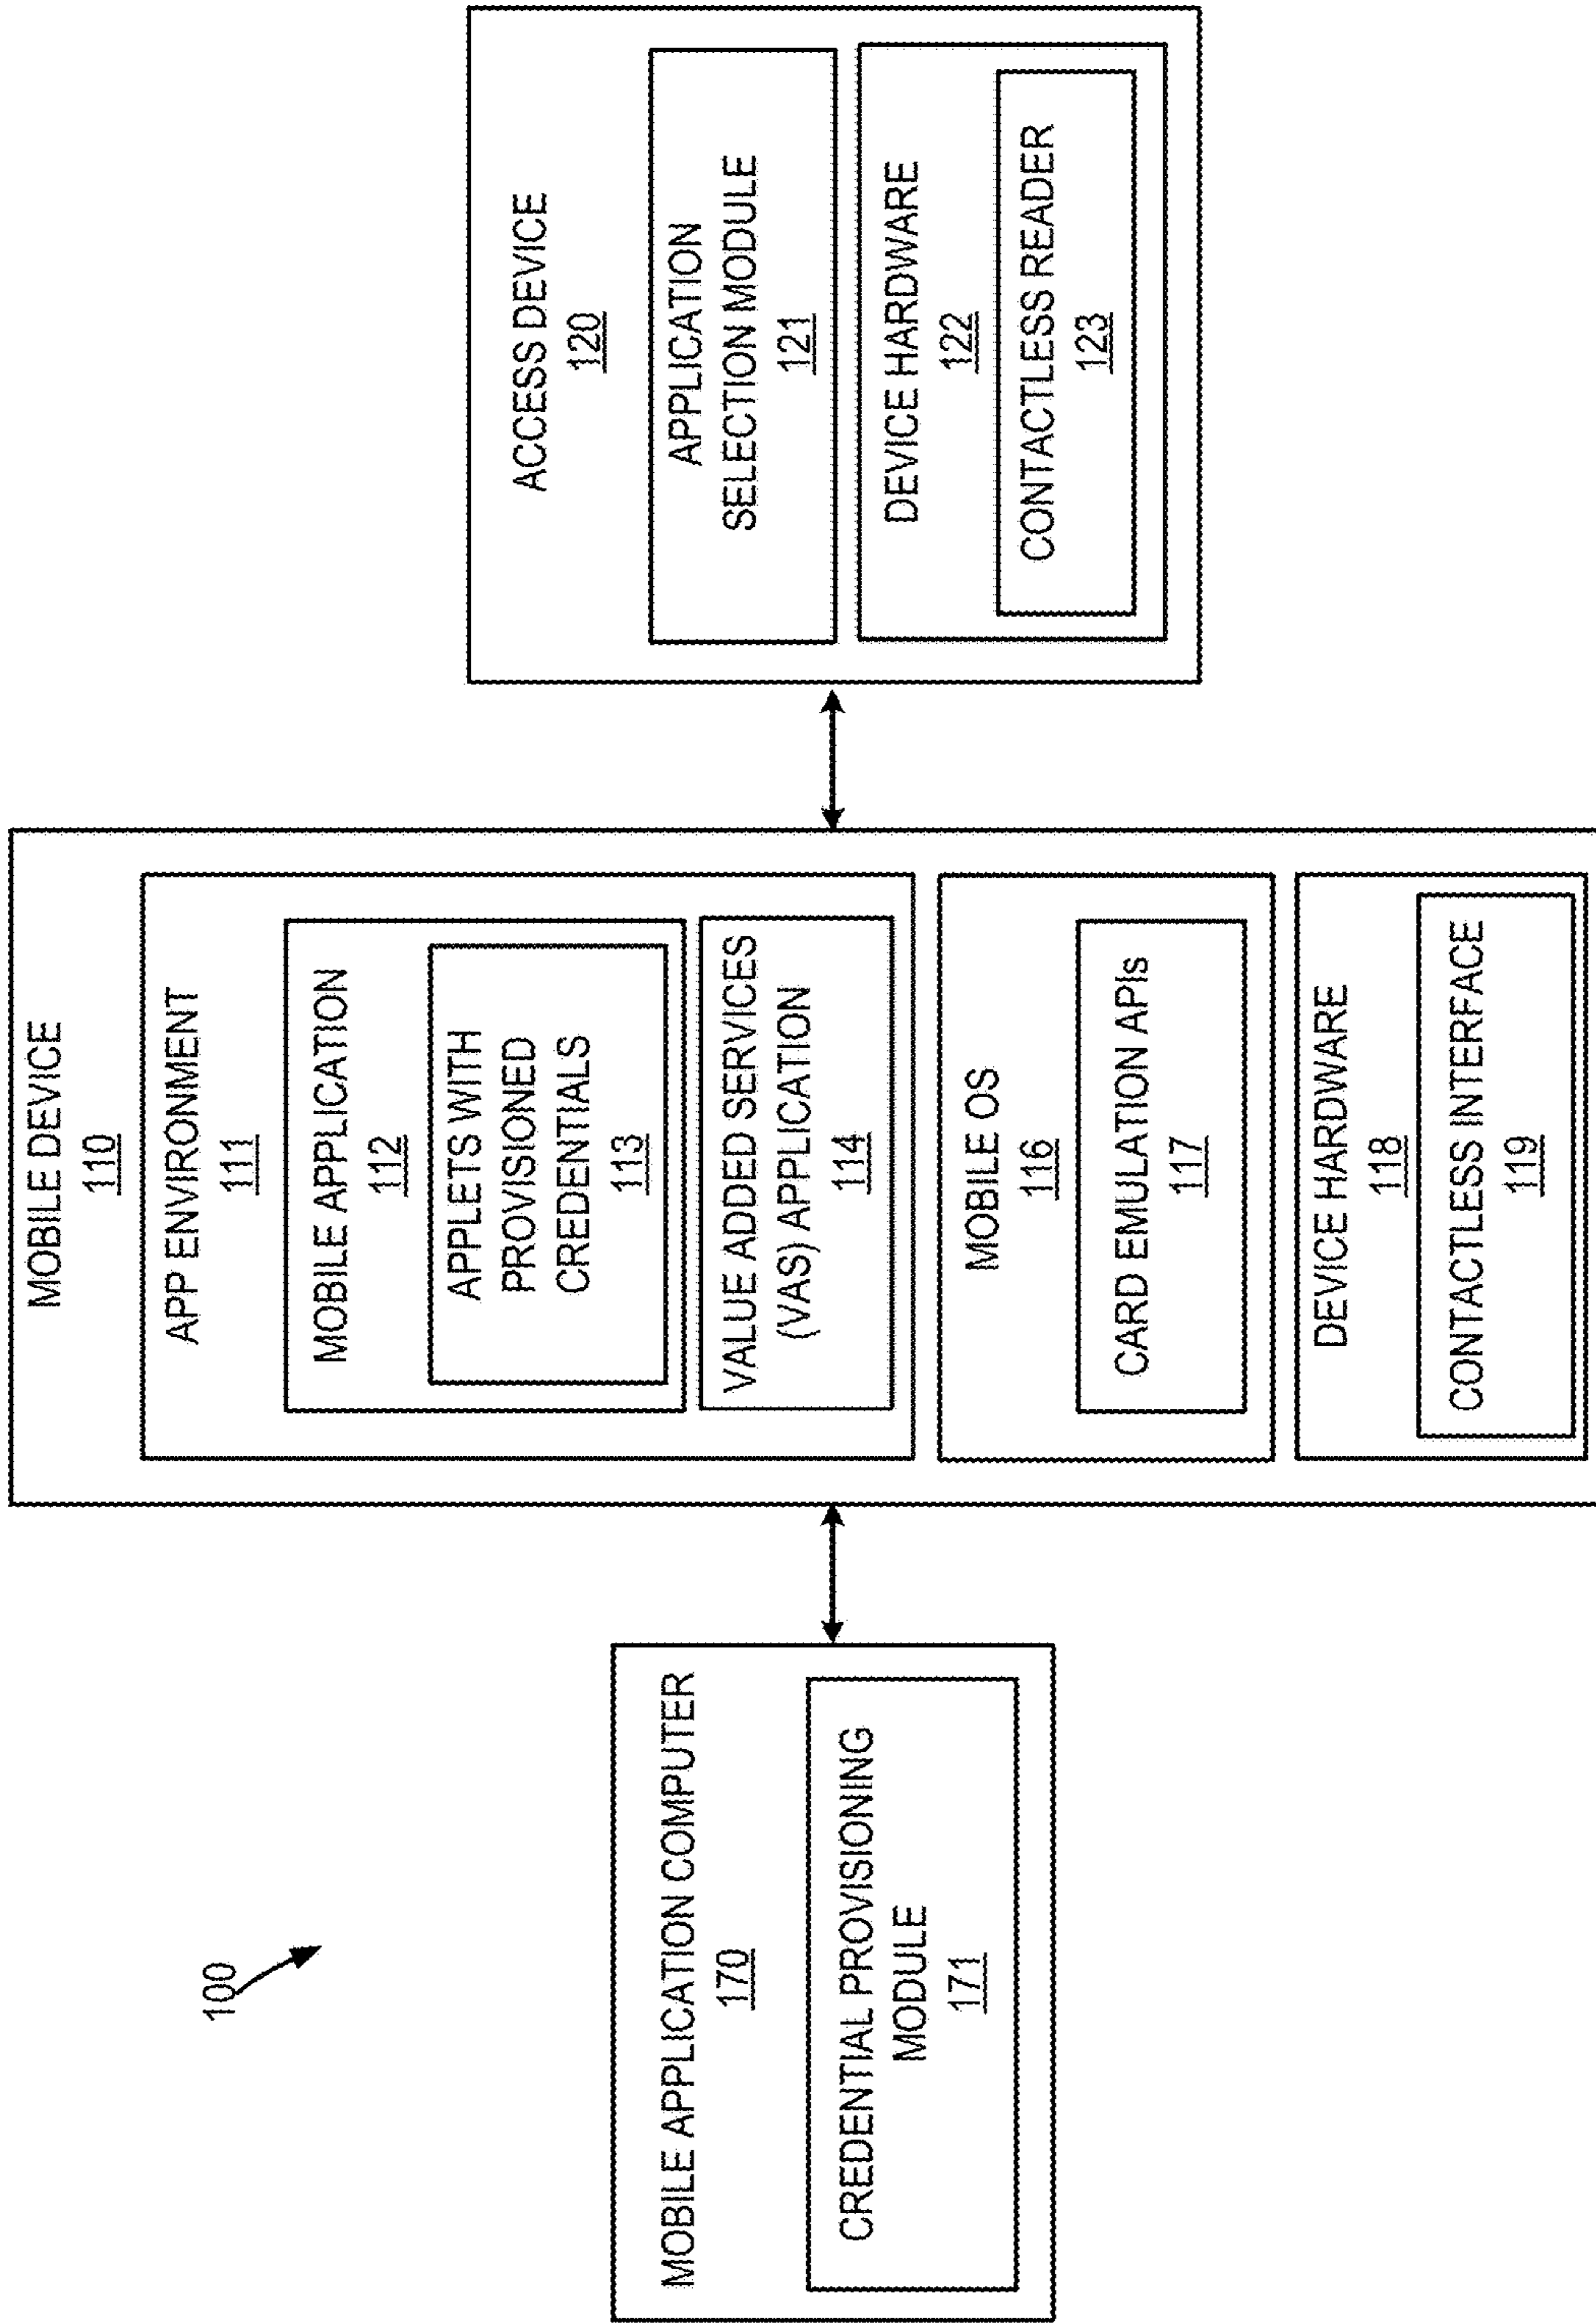 100
MOBILE APPLICATION COMPUTER
170
CREDENTIAL PROVISIONING
MODULE
171
MOBILE DEVICE
110
APP ENVIRONMENT
111
MOBILE APPLICATION
112
APPLETS WITH
PROVISIONED
CREDENTIALS
113
VALUE ADDED SERVICES
(VAS) APPLICATION
114
MOBILE OS
116
CARD EMULATION APIs
117
DEVICE HARDWARE
118
CONTACTLESS INTERFACE
119
ACCESS DEVICE
120
APPLICATION
SELECTION MODULE
121
DEVICE HARDWARE
122
CONTACTLESS READER
123